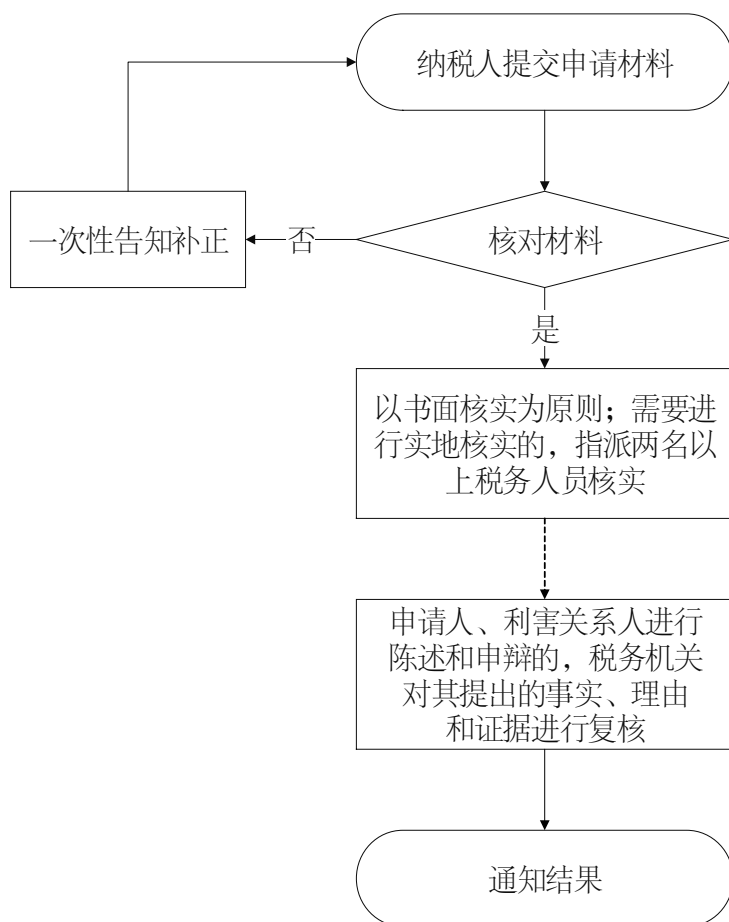 纳税人提交申请材料
一次性告知补正
否
核对材料
是
以书面核实为原则；需要进
行实地核实的，指派两名以
上税务人员核实
申请人、利害关系人进行
陈述和申辩的，税务机关
对其提出的事实、理由
和证据进行复核
通知结果